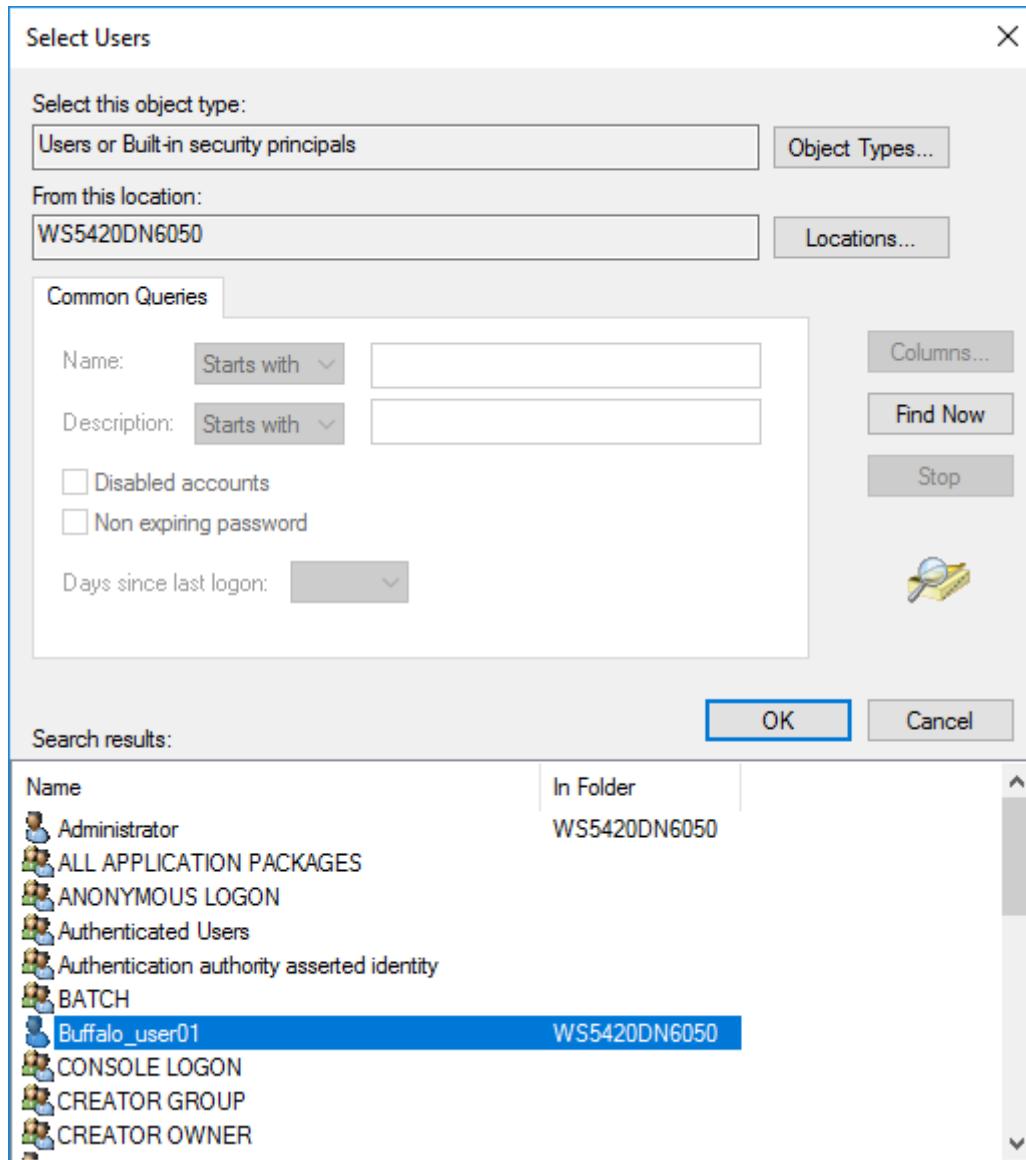 Select Users
Select this object type:
Users or Built-in security principals
Object Types...
From this location:
WS5420DN6050
Locations...
Common Queries
Name:
Starts with
Columns...
Description:
Starts with
Find Now
Disabled accounts
Stop
Non expiring password
Days since last logon:
OK
Cancel
Search results:
Name In Folder
Administrator WS5420DN6050
ALL APPLICATION PACKAGES
ANONYMOUS LOGON
Authenticated Users
Authentication authority asserted identity
BATCH
Buffalo_user01 WS5420DN6050
CONSOLE LOGON
CREATOR GROUP
CREATOR OWNER